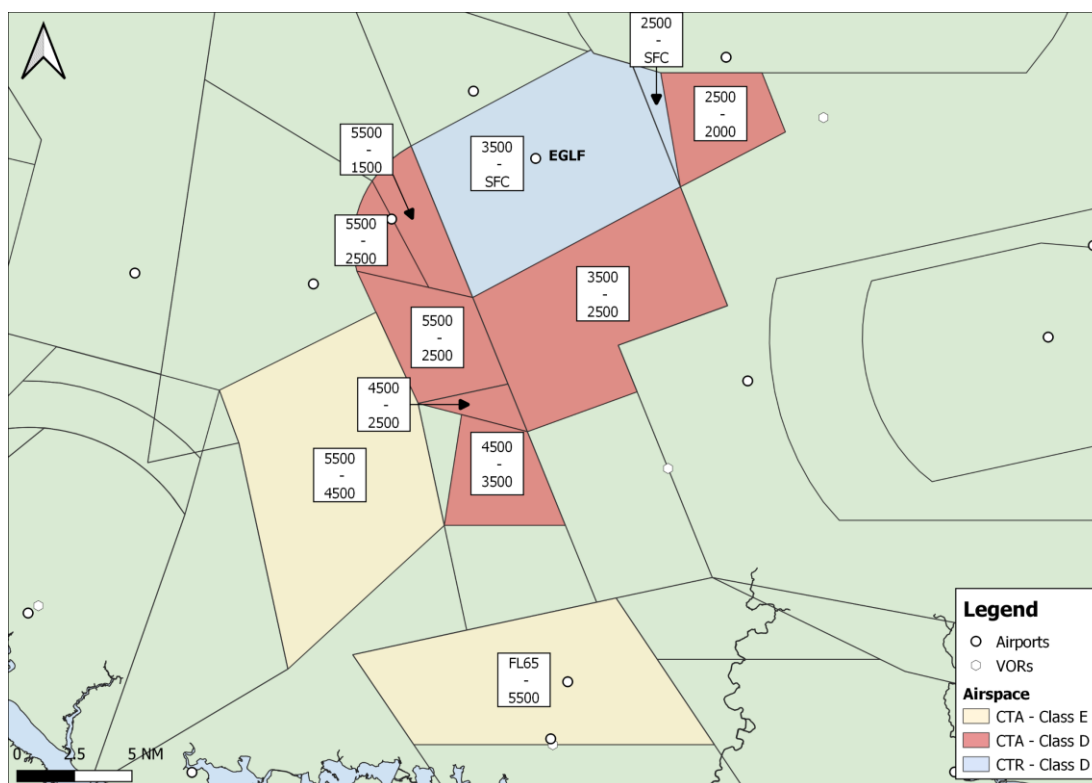 2500
-
SFC
2500
-
2000
5500
-
1500
3500
-
SFC
EGLF
5500
-
2500
3500
-
2500
5500
-
2500
4500
-
2500
5500
-
4500
4500
-
3500
FL65
-
5500
Legend
Airports
VORs
Airspace
CTA - Class E
CTA - Class D
CTR - Class D
0 2.5 5 NM